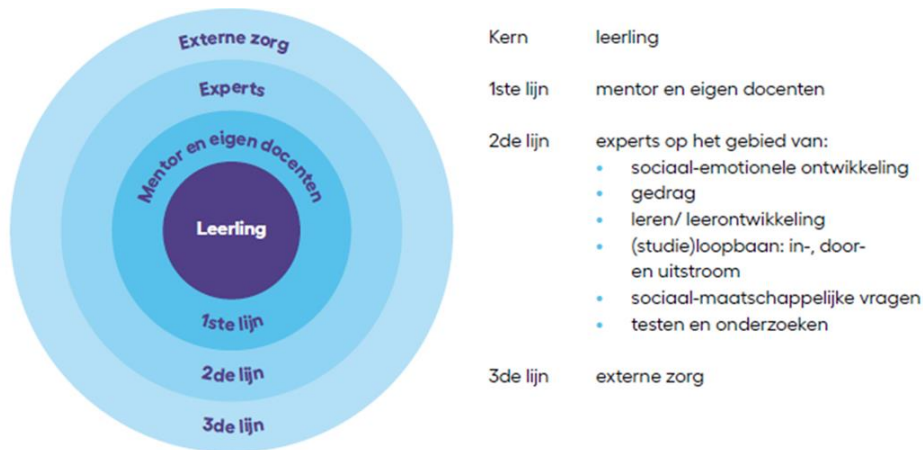 Externe zorg
Experts
Mentor en eigen docenten
Leerling
1ste lijn
2de lijn
3de lijn
Kern leerling
1ste lijn mentor en eigen docenten
2de lijn experts op het gebied van:
• sociaal-emotionele ontwikkeling
• gedrag
• leren/ leerontwikkeling
• (studie)loopbaan: in-, door-
en uitstroom
• sociaal-maatschappelijke vragen
• testen en onderzoeken
3de lijn externe zorg